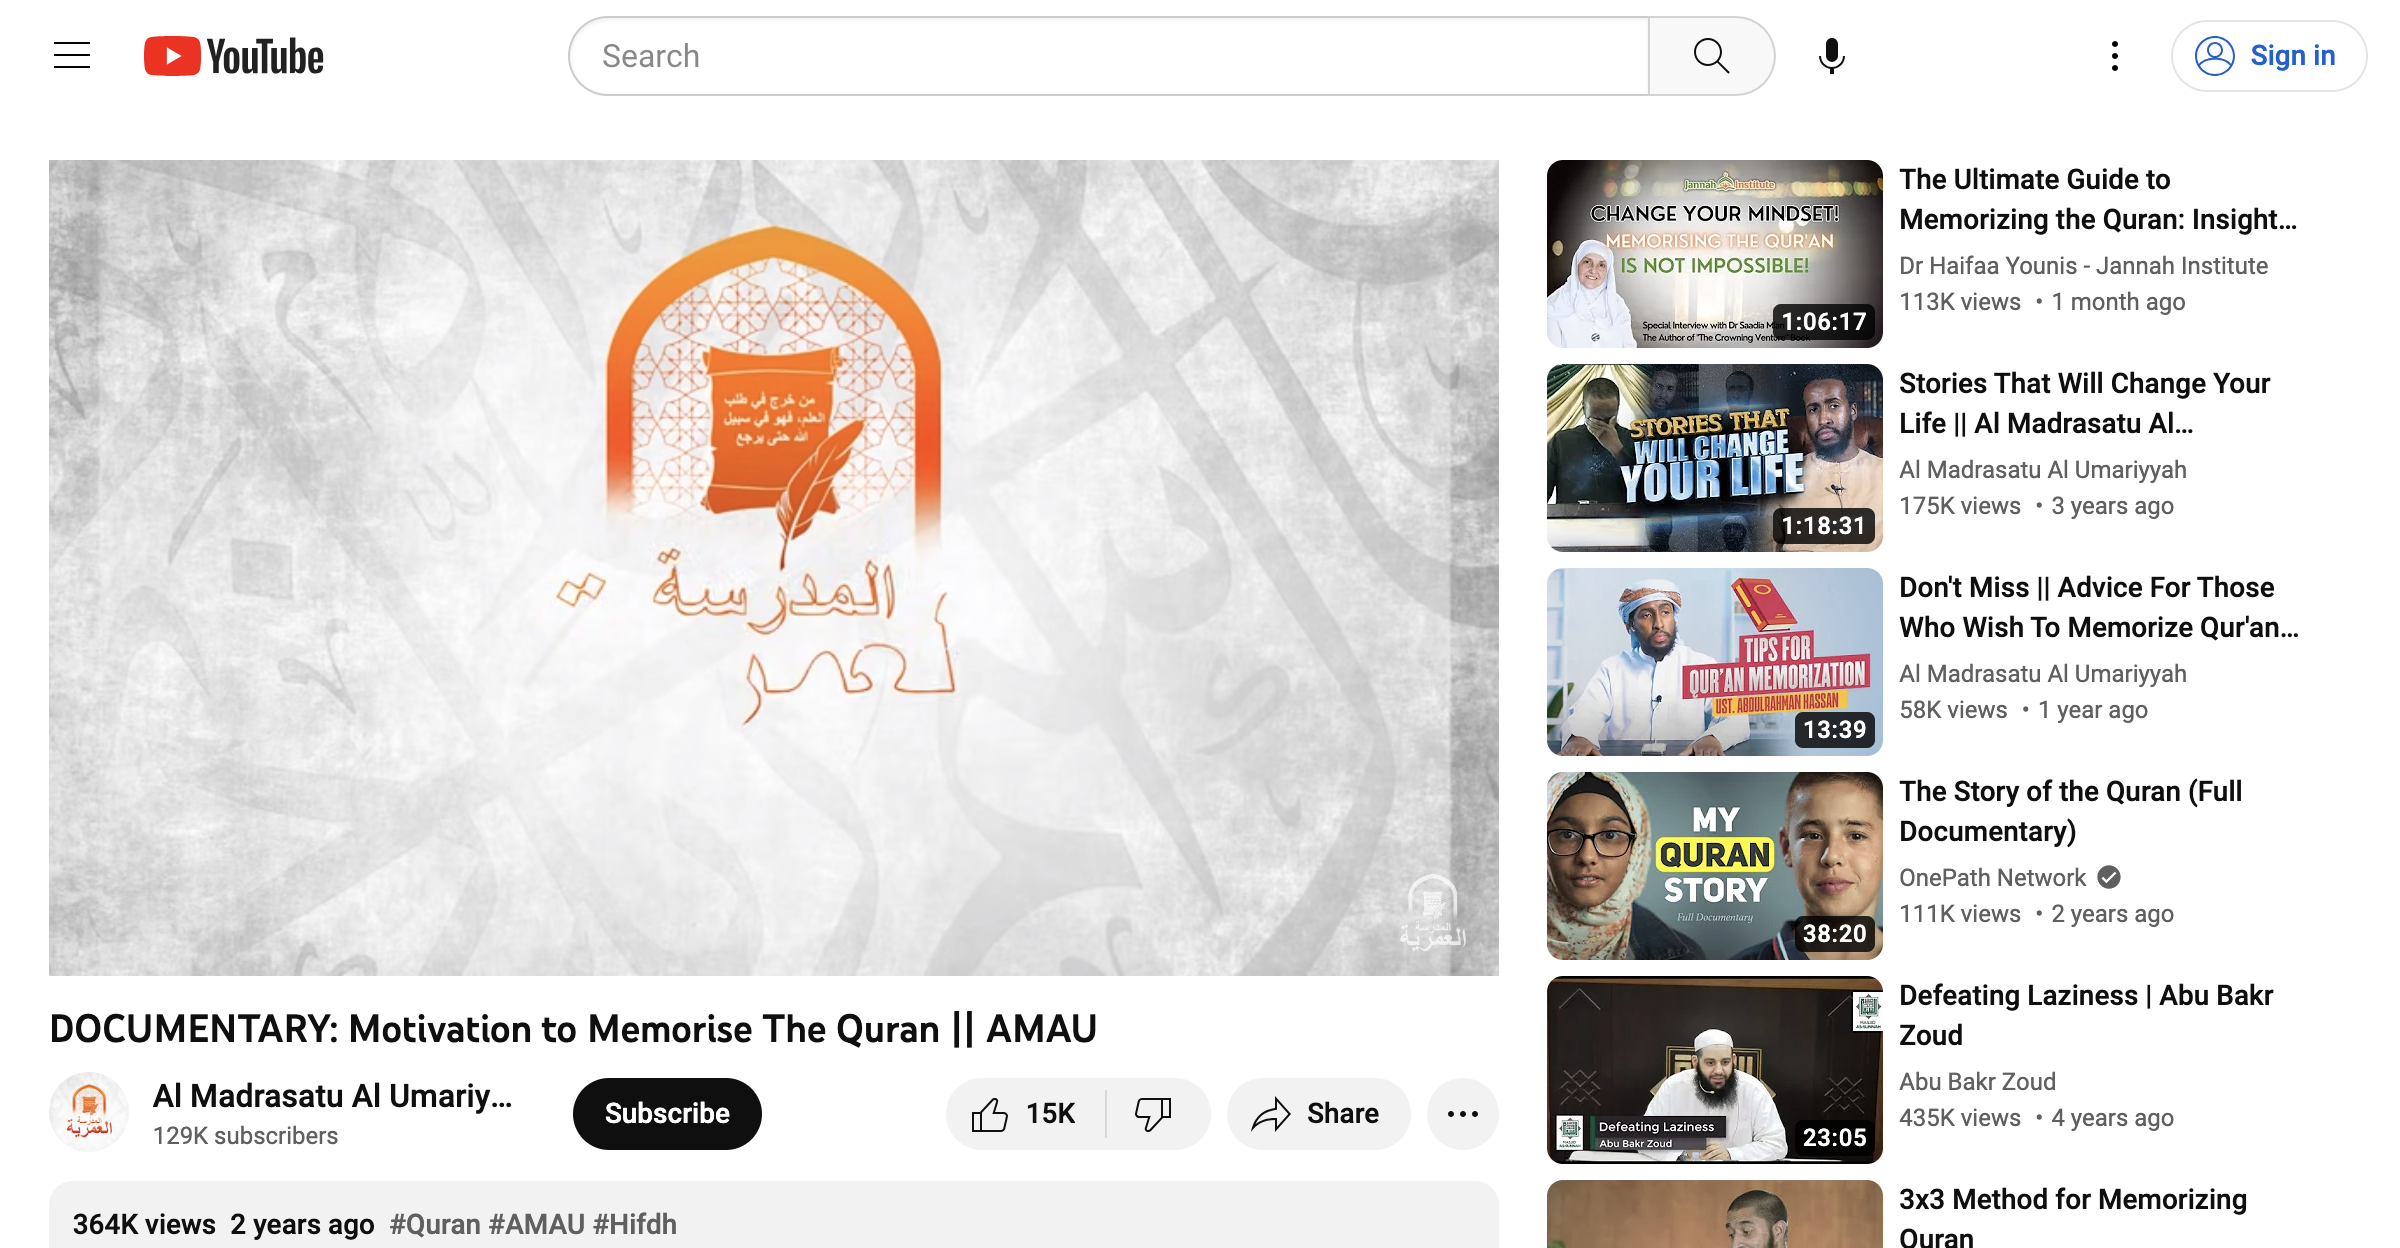 YouTube
Search
Sign in
من خرج في طلب
العلم، فهو في سبيل
الله حتى يرجع
المدرسة
المدرسة
العمرية
DOCUMENTARY: Motivation to Memorise The Quran || AMAU
المدرسة
العمرية
Al Madrasatu Al Umariy...
129K subscribers
Subscribe
15K
Share
364K views 2 years ago #Quran #AMAU #Hifdh
Jannah Institute
CHANGE YOUR MINDSET!
MEMORISING THE QUR'AN
IS NOT IMPOSSIBLE!
Special Interview with Dr Saadia Mian
The Author of "The Crowning Venture" Book
1:06:17
The Ultimate Guide to
Memorizing the Quran: Insight...
Dr Haifaa Younis - Jannah Institute
113K views • 1 month ago
STORIES THAT
WILL CHANGE
YOUR LIFE
1:18:31
Stories That Will Change Your
Life || Al Madrasatu Al...
Al Madrasatu Al Umariyyah
175K views • 3 years ago
TIPS FOR
QUR'AN MEMORIZATION
UST. ABDULRAHMAN HASSAN
13:39
Don't Miss || Advice For Those
Who Wish To Memorize Qur'an...
Al Madrasatu Al Umariyyah
58K views • 1 year ago
MY
QURAN
STORY
Full Documentary
38:20
The Story of the Quran (Full
Documentary)
OnePath Network
111K views • 2 years ago
MASJID
AS-SUNNAH
Defeating Laziness
Abu Bakr Zoud
23:05
Defeating Laziness | Abu Bakr
Zoud
Abu Bakr Zoud
435K views • 4 years ago
3x3 Method for Memorizing
Quran